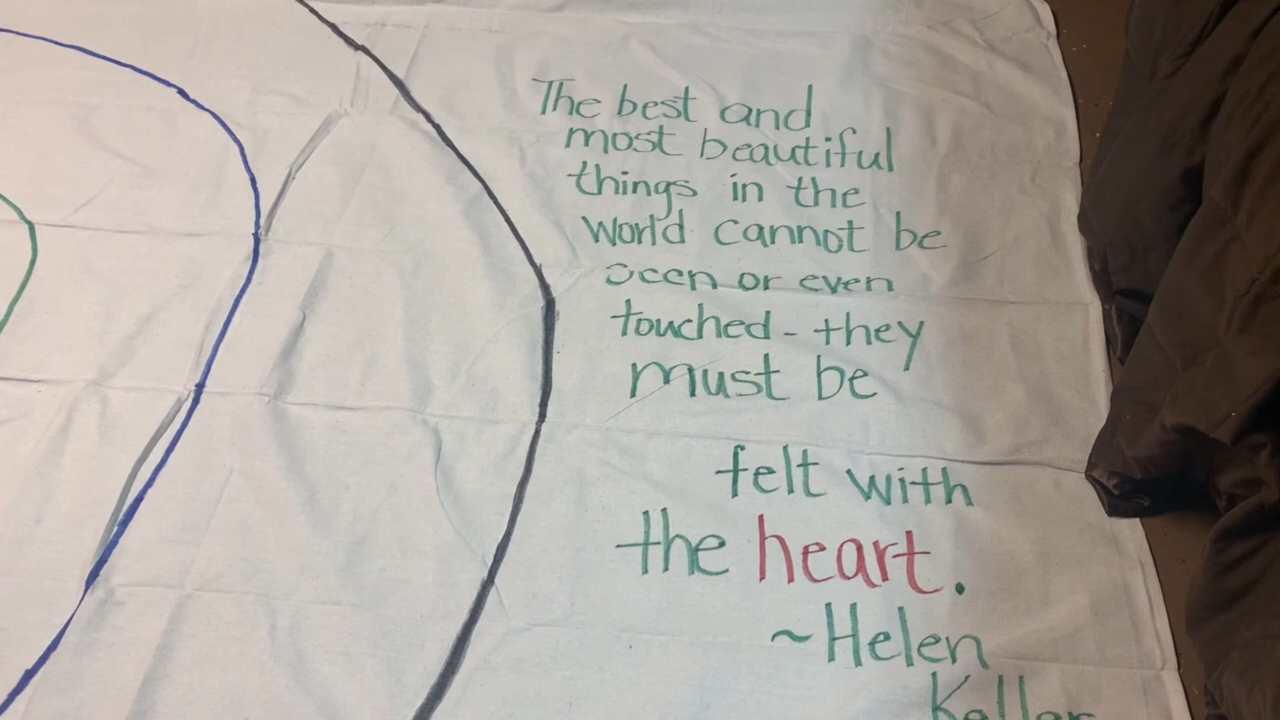 The best and
most beautiful
things in the
world cannot be
seen or even
touched - they
must be
felt with
the heart.
~Helen
Keller